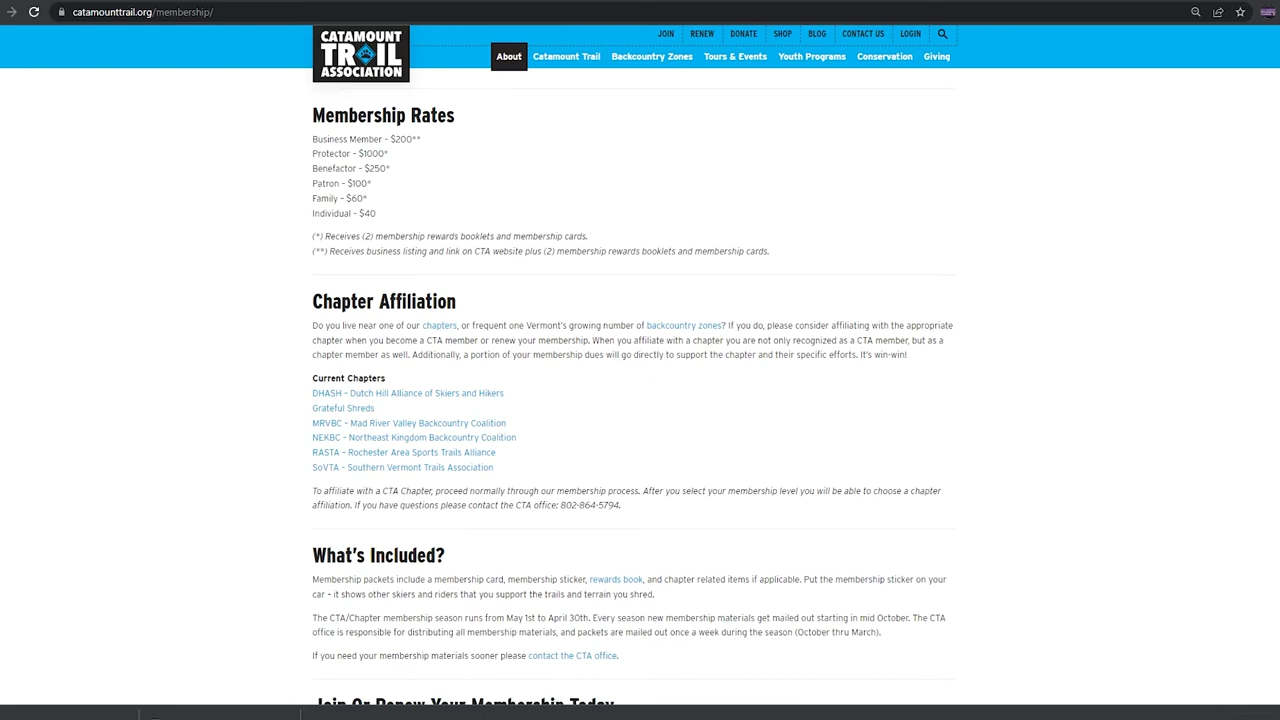 catamounttrail.org/membership/
JOIN RENEW DONATE SHOP BLOG CONTACT US LOGIN
CATAMOUNT
TRAIL
ASSOCIATION
About Catamount Trail Backcountry Zones Tours & Events Youth Programs Conservation Giving
Membership Rates
Business Member - $200**
Protector – $1000*
Benefactor – $250*
Patron – $100*
Family – $60*
Individual – $40
(*) Receives (2) membership rewards booklets and membership cards.
(**) Receives business listing and link on CTA website plus (2) membership rewards booklets and membership cards.
Chapter Affiliation
Do you live near one of our chapters, or frequent one Vermont's growing number of backcountry zones? If you do, please consider affiliating with the appropriate
chapter when you become a CTA member or renew your membership. When you affiliate with a chapter you are not only recognized as a CTA member, but as a
chapter member as well. Additionally, a portion of your membership dues will go directly to support the chapter and their specific efforts. It's win-win!
Current Chapters
DHASH – Dutch Hill Alliance of Skiers and Hikers
Grateful Shreds
MRVBC – Mad River Valley Backcountry Coalition
NEKBC – Northeast Kingdom Backcountry Coalition
RASTA – Rochester Area Sports Trails Alliance
SoVTA – Southern Vermont Trails Association
To affiliate with a CTA Chapter, proceed normally through our membership process. After you select your membership level you will be able to choose a chapter
affiliation. If you have questions please contact the CTA office: 802-864-5794.
What's Included?
Membership packets include a membership card, membership sticker, rewards book, and chapter related items if applicable. Put the membership sticker on your
car – it shows other skiers and riders that you support the trails and terrain you shred.
The CTA/Chapter membership season runs from May 1st to April 30th. Every season new membership materials get mailed out starting in mid October. The CTA
office is responsible for distributing all membership materials, and packets are mailed out once a week during the season (October thru March).
If you need your membership materials sooner please contact the CTA office.
Join Or Renew Your Membership Today